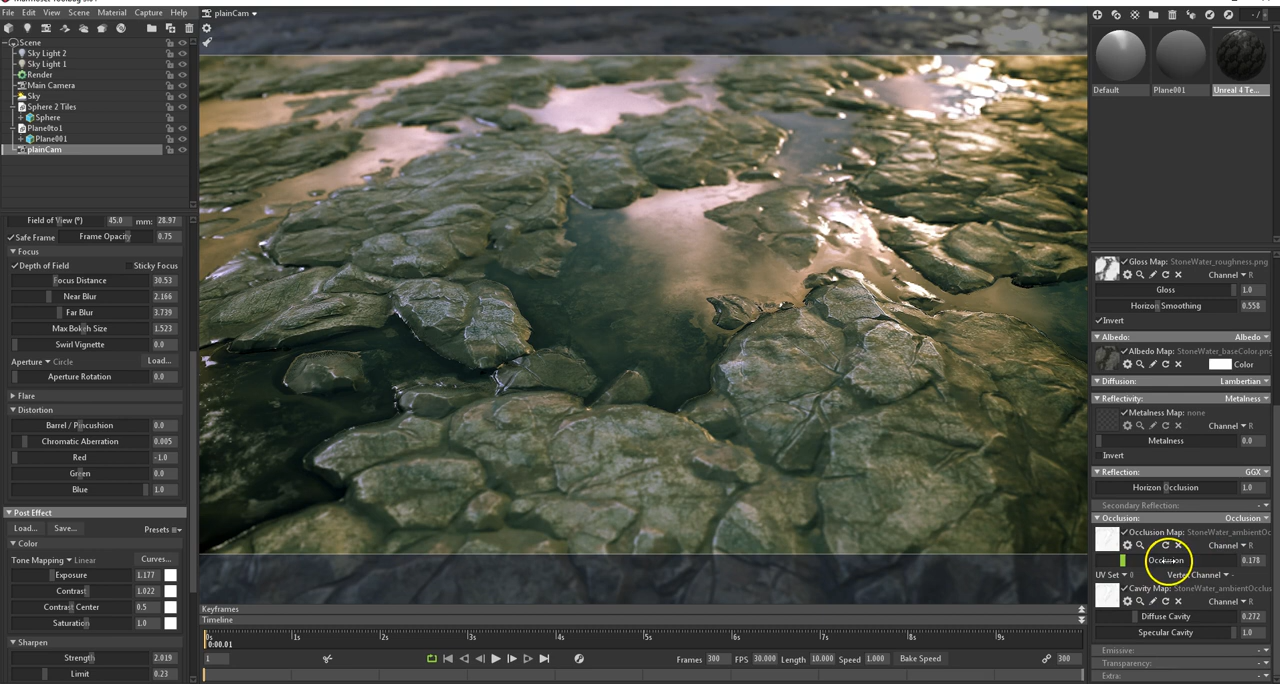 File Edit View Scene Material Capture Help
plainCam
Scene
Sky Light 2
Sky Light 1
Render
Main Camera
Sky
Sphere 2 Tiles
Sphere
Plane0to1
Plane001
plainCam
Field of View (°) 45.0 mm: 28.97
Safe Frame Frame Opacity 0.75
Focus
Depth of Field Sticky Focus
Focus Distance 30.53
Near Blur 2.166
Far Blur 3.739
Max Bokeh Size 1.523
Swirl Vignette 0.0
Aperture Circle Load...
Aperture Rotation 0.0
Flare
Distortion
Barrel / Pincushion 0.0
Chromatic Aberration 0.005
Red -1.0
Green 0.0
Blue 1.0
Post Effect
Load... Save... Presets
Color
Tone Mapping Linear Curves...
Exposure 1.177
Contrast 1.022
Contrast Center 0.5
Saturation 1.0
Sharpen
Strength 2.019
Limit 0.23
Keyframes
Timeline
0s 1s 2s 3s 4s 5s 6s 7s 8s 9s
0:00.01
1 Frames 300 FPS 30.000 Length 10.000 Speed 1.000 Bake Speed 300
Default Plane001 Unreal 4 Te...
Gloss Map: StoneWater_roughness.png
Channel R
Gloss 1.0
Horizon Smoothing 0.558
Invert
Albedo: Albedo
Albedo Map: StoneWater_baseColor.png
Color
Diffusion: Lambertian
Reflectivity: Metalness
Metalness Map: none
Channel R
Metalness 0.0
Invert
Reflection: GGX
Horizon Occlusion 1.0
Secondary Reflection: -
Occlusion: Occlusion
Occlusion Map: StoneWater_ambientOc
Channel R
Occlusion 0.178
UV Set 0 Vertex Channel -
Cavity Map: StoneWater_ambientOcclus
Channel R
Diffuse Cavity 0.272
Specular Cavity 1.0
Emissive: -
Transparency: -
Extra: -